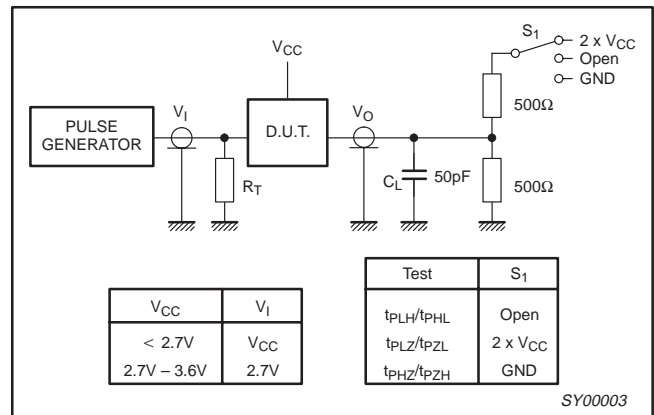 S1
2 x VCC
Open
GND
VCC
500Ω
PULSE
GENERATOR
VI
D.U.T.
VO
RT
CL
50pF
500Ω
VCC VI
< 2.7V VCC
2.7V – 3.6V 2.7V
Test S1
tPLH/tPHL Open
tPLZ/tPZL 2 x VCC
tPHZ/tPZH GND
SY00003